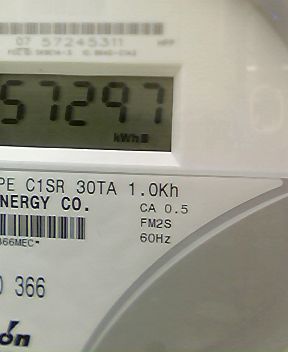 07 57245311
57297
kWh
PE C1SR 30TA 1.0Kh
NERGY CO.
CA 0.5
FM2S
60Hz
366MEC*
0 366
on